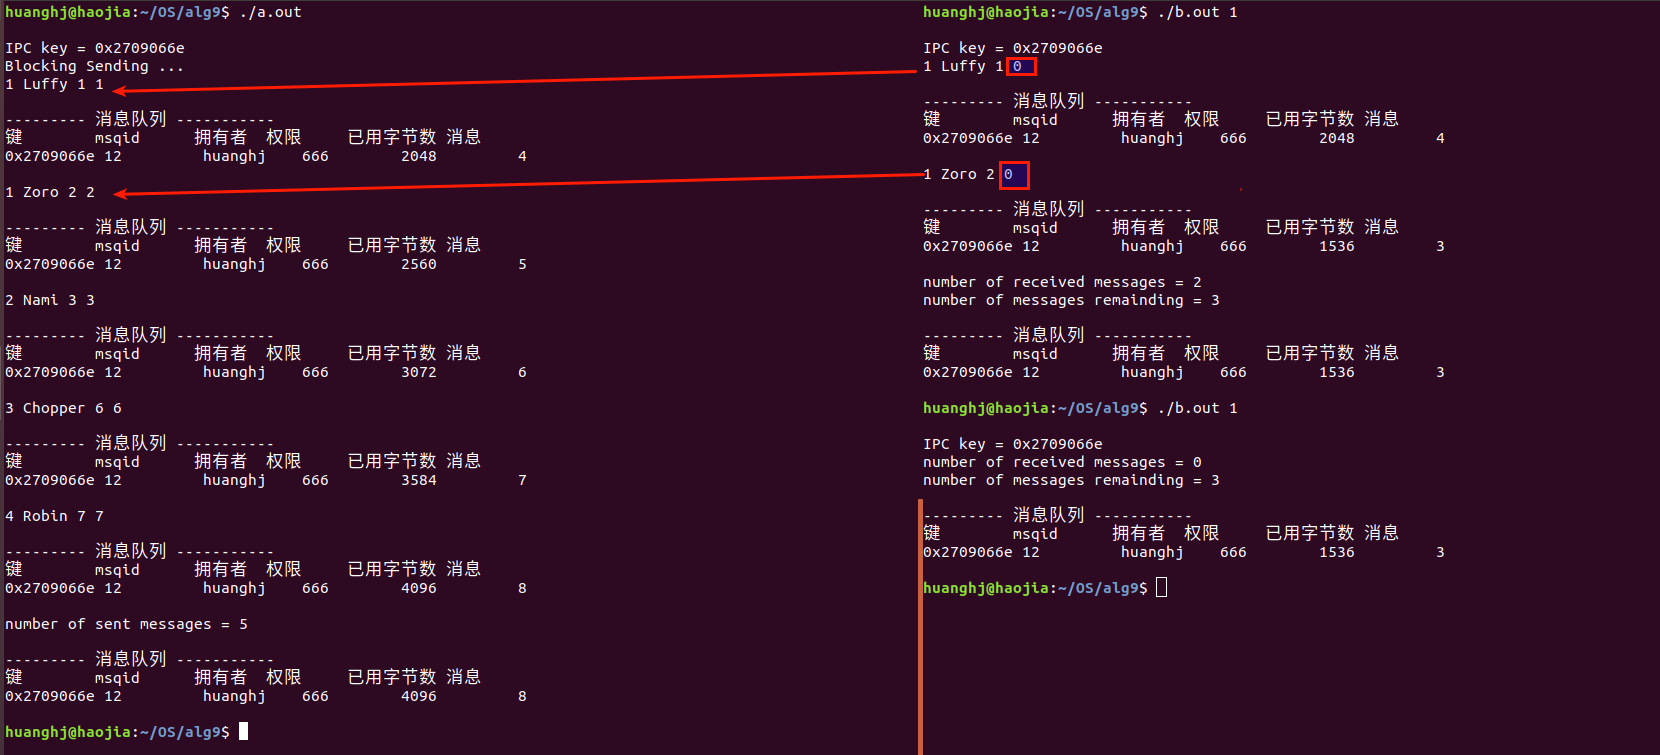 huanghj@haojia:~/OS/alg9$ ./a.out
IPC key = 0x2709066e
Blocking Sending ...
1 Luffy 1 1
--------- 消息队列 -----------
键 msqid 拥有者 权限 已用字节数 消息
0x2709066e 12 huanghj 666 2048 4
1 Zoro 2 2
--------- 消息队列 -----------
键 msqid 拥有者 权限 已用字节数 消息
0x2709066e 12 huanghj 666 2560 5
2 Nami 3 3
--------- 消息队列 -----------
键 msqid 拥有者 权限 已用字节数 消息
0x2709066e 12 huanghj 666 3072 6
3 Chopper 6 6
--------- 消息队列 -----------
键 msqid 拥有者 权限 已用字节数 消息
0x2709066e 12 huanghj 666 3584 7
4 Robin 7 7
--------- 消息队列 -----------
键 msqid 拥有者 权限 已用字节数 消息
0x2709066e 12 huanghj 666 4096 8
number of sent messages = 5
--------- 消息队列 -----------
键 msqid 拥有者 权限 已用字节数 消息
0x2709066e 12 huanghj 666 4096 8
huanghj@haojia:~/OS/alg9$
huanghj@haojia:~/OS/alg9$ ./b.out 1
IPC key = 0x2709066e
1 Luffy 1 0
--------- 消息队列 -----------
键 msqid 拥有者 权限 已用字节数 消息
0x2709066e 12 huanghj 666 2048 4
1 Zoro 2 0
--------- 消息队列 -----------
键 msqid 拥有者 权限 已用字节数 消息
0x2709066e 12 huanghj 666 1536 3
number of received messages = 2
number of messages remainding = 3
--------- 消息队列 -----------
键 msqid 拥有者 权限 已用字节数 消息
0x2709066e 12 huanghj 666 1536 3
huanghj@haojia:~/OS/alg9$ ./b.out 1
IPC key = 0x2709066e
number of received messages = 0
number of messages remainding = 3
--------- 消息队列 -----------
键 msqid 拥有者 权限 已用字节数 消息
0x2709066e 12 huanghj 666 1536 3
huanghj@haojia:~/OS/alg9$